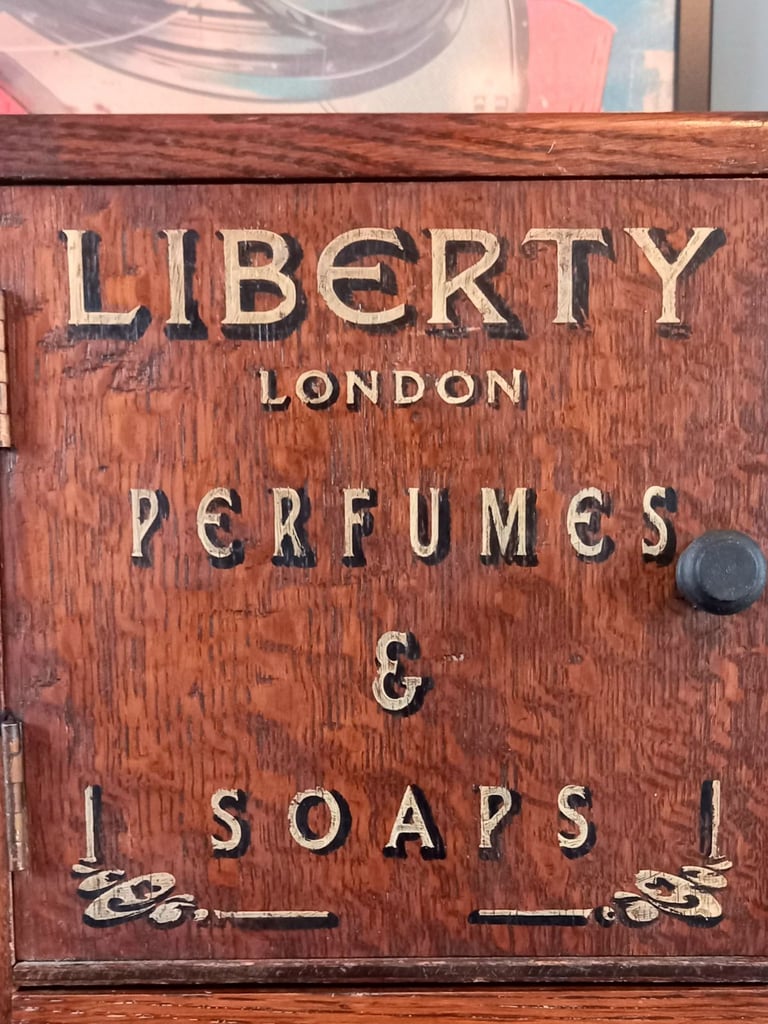 LIBERTY
LONDON
PERFUMES
&
SOAPS